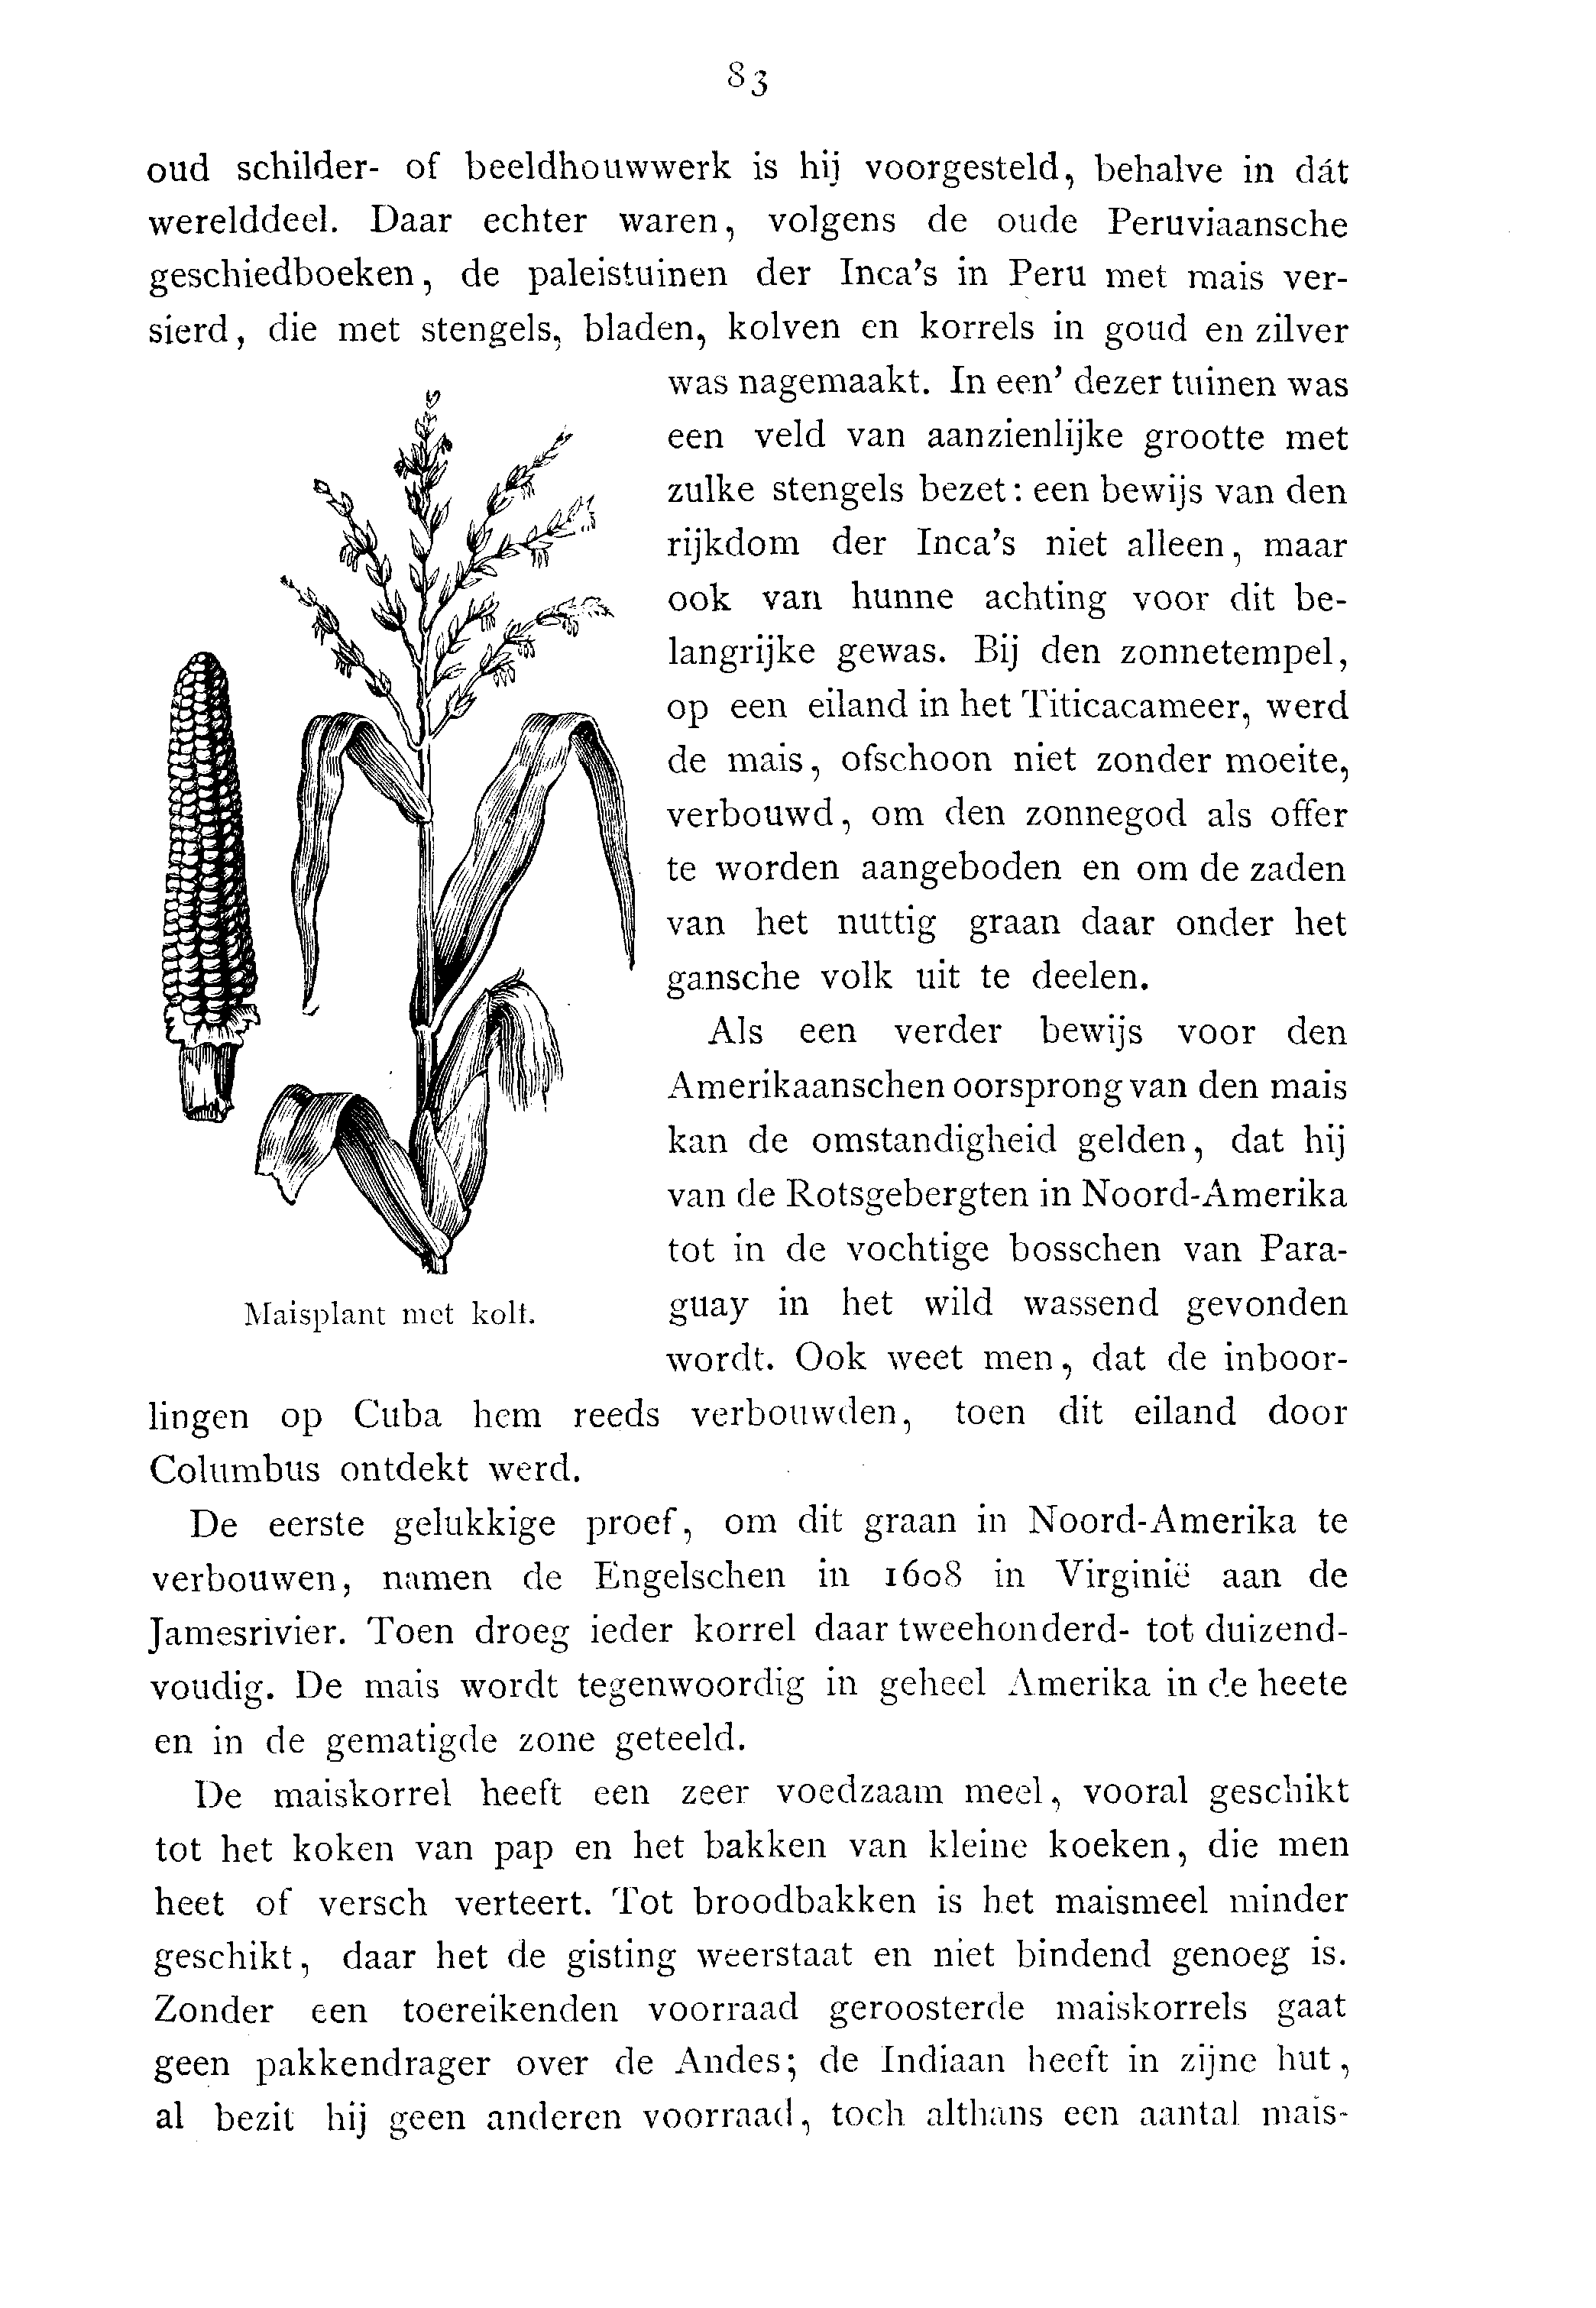 83
oud schilder- of beeldhouwwerk is hij voorgesteld, behalve in dát
werelddeel. Daar echter waren, volgens de oude Peruviaansche
geschiedboeken, de paleistuinen der Inca's in Peru met mais ver-
sierd, die met stengels, bladen, kolven en korrels in goud en zilver
was nagemaakt. In een' dezer tuinen was
een veld van aanzienlijke grootte met
zulke stengels bezet: een bewijs van den
rijkdom der Inca's niet alleen, maar
ook van hunne achting voor dit be-
langrijke gewas. Bij den zonnetempel,
op een eiland in het Titicacameer, werd
de mais, ofschoon niet zonder moeite,
verbouwd, om den zonnegod als offer
te worden aangeboden en om de zaden
van het nuttig graan daar onder het
gansche volk uit te deelen.
Als een verder bewijs voor den
Amerikaanschen oorsprong van den mais
kan de omstandigheid gelden, dat hij
van de Rotsgebergten in Noord-Amerika
tot in de vochtige bosschen van Para-
guay in het wild wassend gevonden
wordt. Ook weet men, dat de inboor-
Maisplant met kolf.
lingen op Cuba hem reeds verbouwden, toen dit eiland door
Columbus ontdekt werd.
De eerste gelukkige proef, om dit graan in Noord-Amerika te
verbouwen, namen de Engelschen in 1608 in Virginië aan de
Jamesrivier. Toen droeg ieder korrel daar tweehonderd- tot duizend-
voudig. De mais wordt tegenwoordig in geheel Amerika in de heete
en in de gematigde zone geteeld.
De maiskorrel heeft een zeer voedzaam meel, vooral geschikt
tot het koken van pap en het bakken van kleine koeken, die men
heet of versch verteert. Tot broodbakken is het maismeel minder
geschikt, daar het de gisting weerstaat en niet bindend genoeg is.
Zonder een toereikenden voorraad geroosterde maiskorrels gaat
geen pakkendrager over de Andes; de Indiaan heeft in zijne hut,
al bezit hij geen anderen voorraad, toch althans een aantal mais-